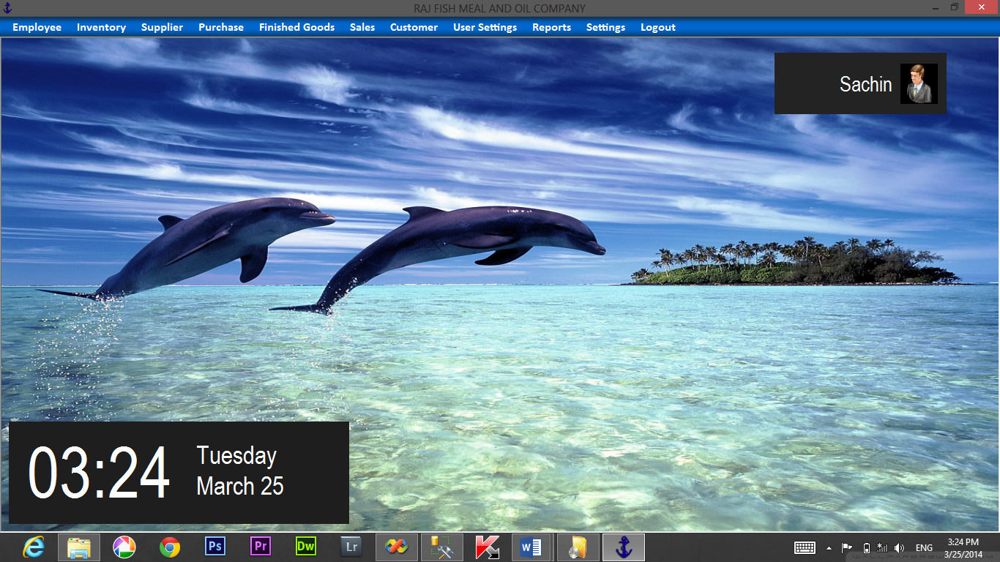 RAJ FISH MEAL AND OIL COMPANY
Employee Inventory Supplier Purchase Finished Goods Sales Customer User Settings Reports Settings Logout
Sachin
03:24
Tuesday
March 25
Ps Pr Dw Lr
ENG
3:24 PM
3/25/2014